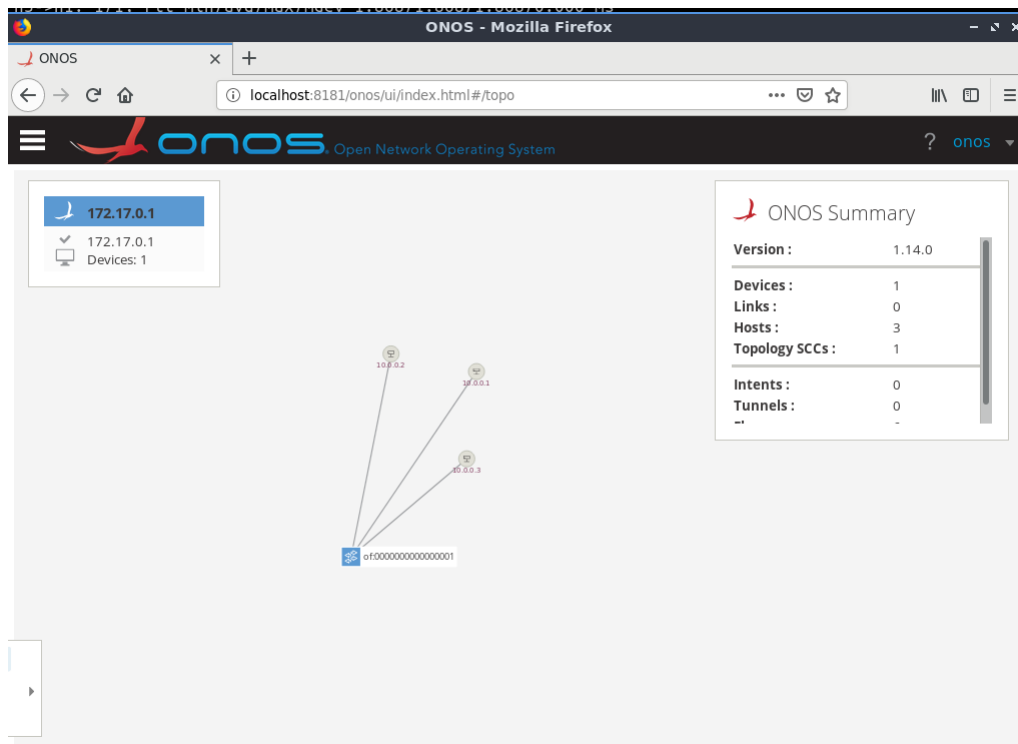 ONOS - Mozilla Firefox
ONOS
localhost:8181/onos/ui/index.html#/topo
onos. Open Network Operating System
? onos
172.17.0.1
172.17.0.1
Devices: 1
ONOS Summary
Version : 1.14.0
Devices : 1
Links : 0
Hosts : 3
Topology SCCs : 1
Intents : 0
Tunnels : 0
10.0.0.2
10.0.0.1
10.0.0.3
of:0000000000000001